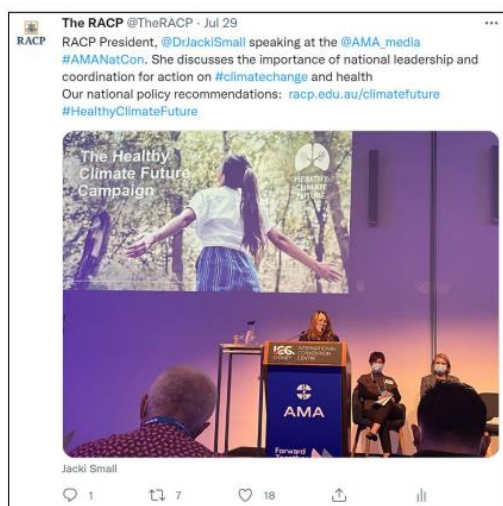 The RACP @TheRACP · Jul 29
RACP
RACP President, @DrJackiSmall speaking at the @AMA_media
#AMANatCon. She discusses the importance of national leadership and
coordination for action on #climatechange and health
Our national policy recommendations: racp.edu.au/climatefuture
#HealthyClimateFuture
The Healthy
Climate Future
Campaign
HEALTHY
CLIMATE
FUTURE
INTERNATIONAL
CONVENTION
CENTRE
SYDNEY
AMA
Forward
Jacki Small
1 7 18